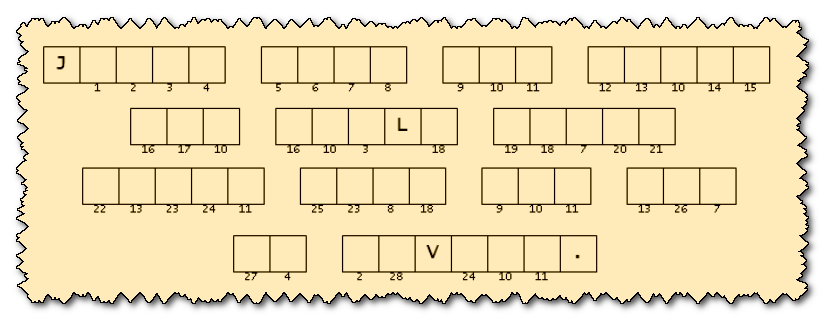 J 1 2 3 4 5 6 7 8 9 10 11 12 13 10 14 15
16 17 10 16 10 3 L 18 19 18 7 20 21
22 13 23 24 11 25 23 8 18 9 10 11 13 26 7
27 4 2 28 V 24 10 11 .